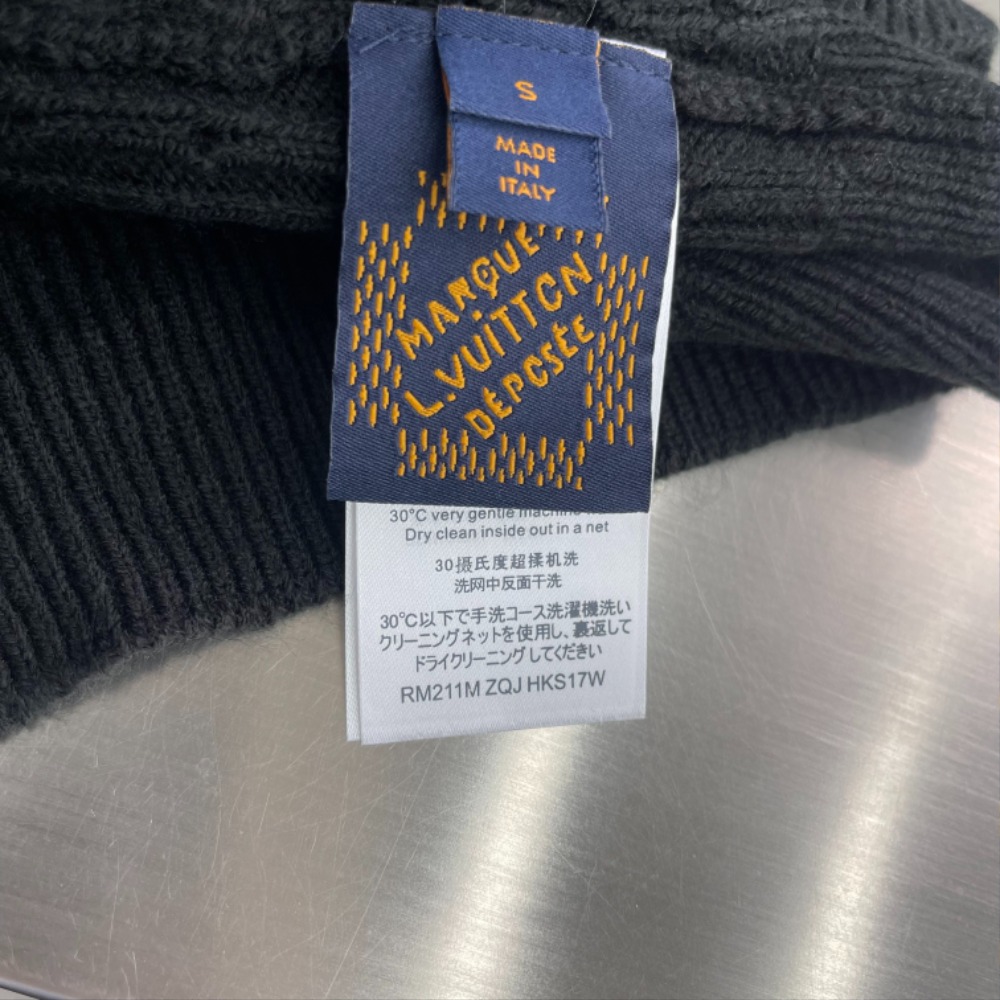 S
MADE
IN
ITALY
MARQUE
L.VUITTON
DÉPOSÉE
30°C very gentle machine
Dry clean inside out in a net
30摄氏度超揉机洗
洗网中反面干洗
30℃以下で手洗コース洗濯機洗い
クリーニングネットを使用し、裏返して
ドライクリーニングしてください
RM211M ZQJ HKS17W